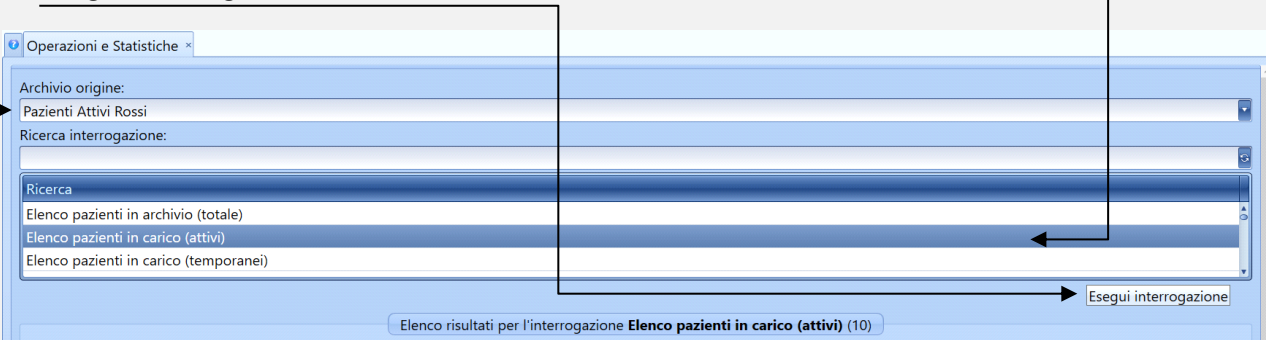 Operazioni e Statistiche ×
Archivio origine:
Pazienti Attivi Rossi
Ricerca interrogazione:
Ricerca
Elenco pazienti in archivio (totale)
Elenco pazienti in carico (attivi)
Elenco pazienti in carico (temporanei)
Esegui interrogazione
Elenco risultati per l'interrogazione Elenco pazienti in carico (attivi) (10)